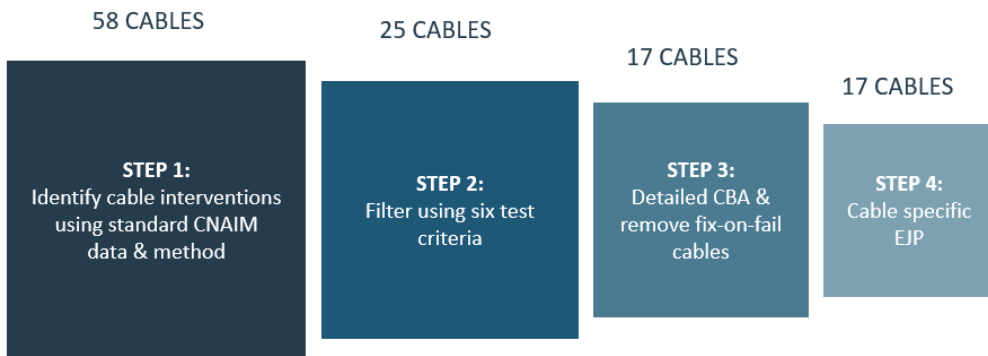 58 CABLES
STEP 1:
Identify cable interventions
using standard CNAIM
data & method
25 CABLES
STEP 2:
Filter using six test
criteria
17 CABLES
STEP 3:
Detailed CBA &
remove fix-on-fail
cables
17 CABLES
STEP 4:
Cable specific
EJP